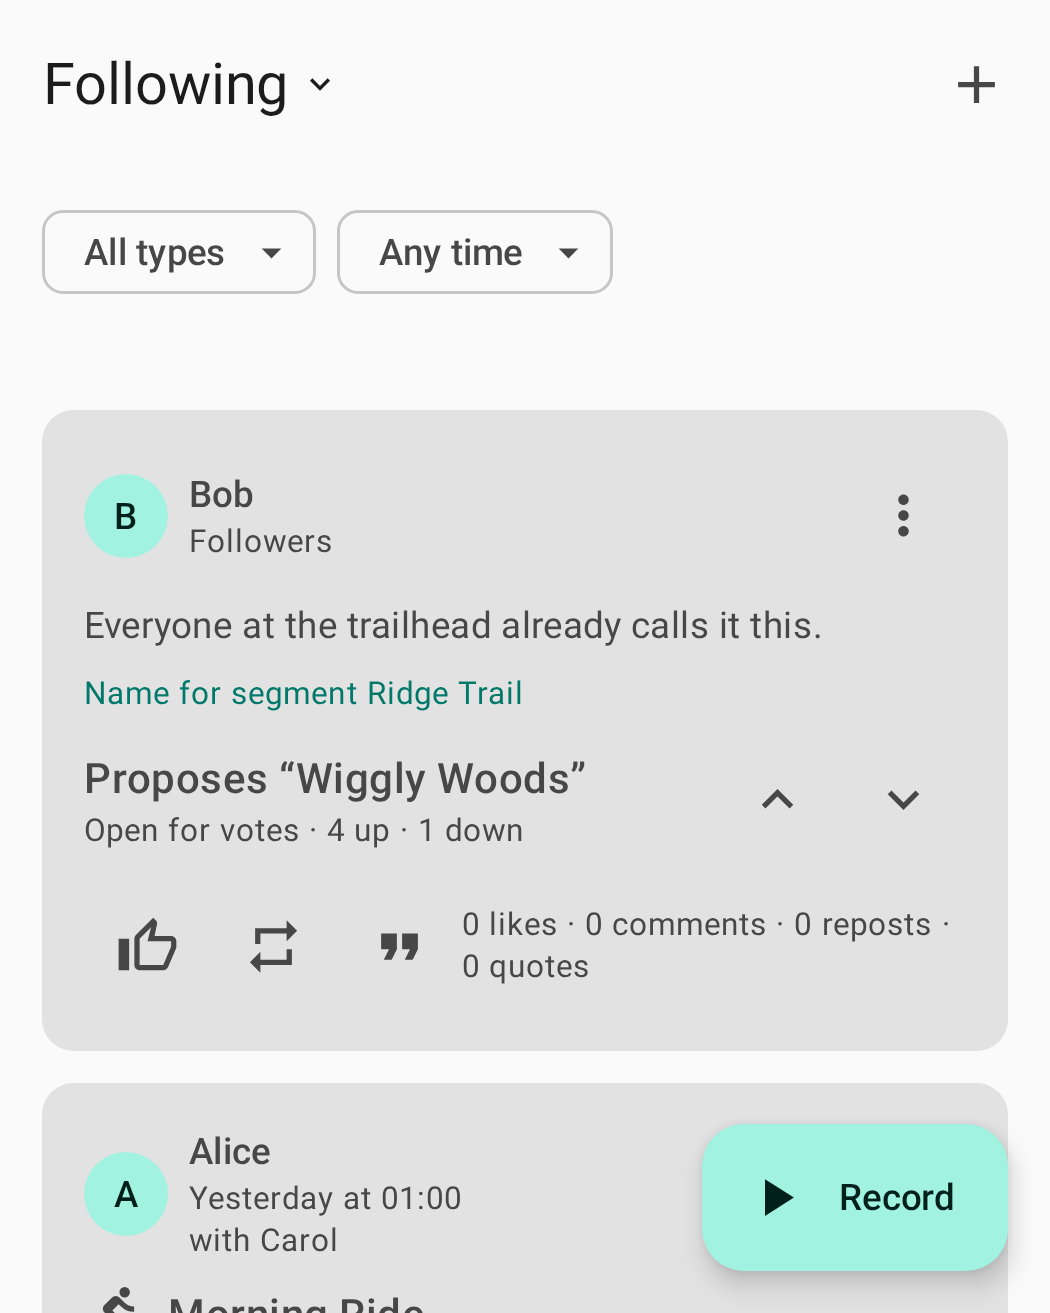 Following
All types
Any time
B
Bob
Followers
Everyone at the trailhead already calls it this.
Name for segment Ridge Trail
Proposes “Wiggly Woods”
Open for votes · 4 up · 1 down
0 likes · 0 comments · 0 reposts ·
0 quotes
A
Alice
Yesterday at 01:00
with Carol
Record
Morning Ride